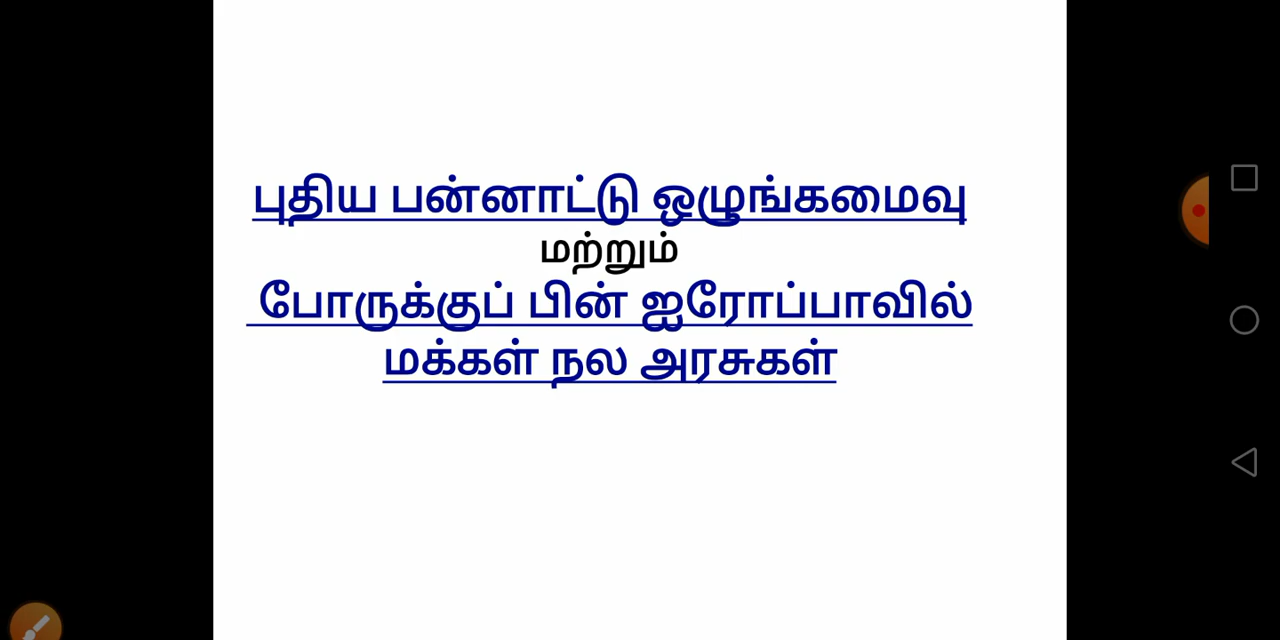 புதிய பன்னாட்டு ஒழுங்கமைவு
மற்றும்
போருக்குப் பின் ஐரோப்பாவில்
மக்கள் நல அரசுகள்